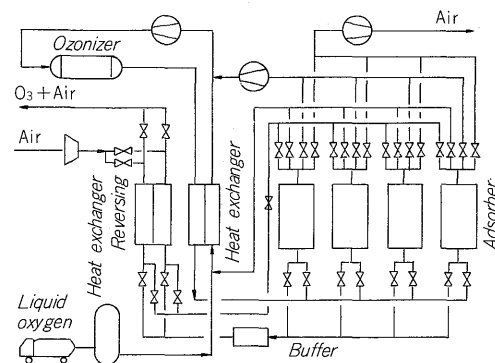 Air
Ozonizer
O₃+Air
Air
Heat exchanger
Reversing
Heat exchanger
Adsorber
Liquid
oxygen
Buffer